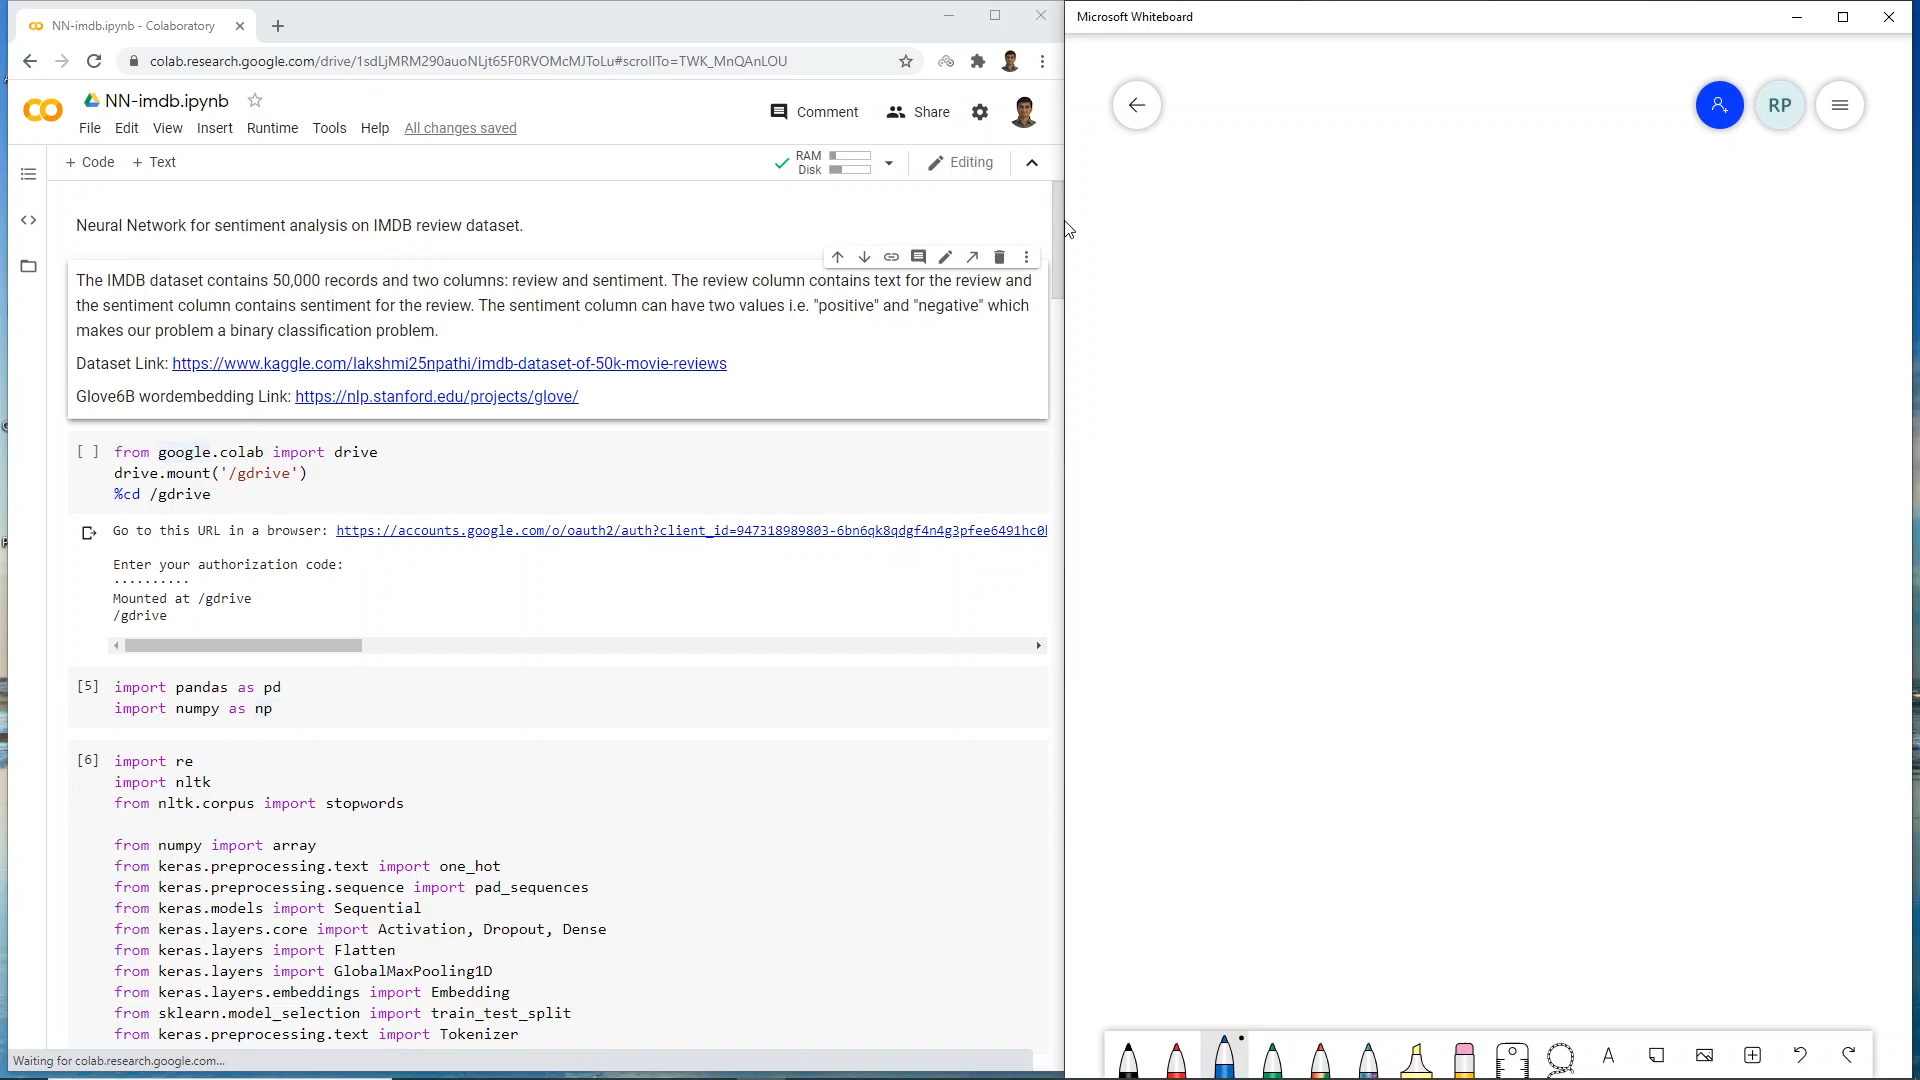 NN-imdb.ipynb - Colaboratory
Microsoft Whiteboard
colab.research.google.com/drive/1sdLjMRM290auoNLjt65F0RVOMcMJToLu#scrollTo=TWK_MnQAnLOU
NN-imdb.ipynb
Comment
Share
RP
File Edit View Insert Runtime Tools Help All changes saved
+ Code + Text
RAM
Disk
Editing
Neural Network for sentiment analysis on IMDB review dataset.
The IMDB dataset contains 50,000 records and two columns: review and sentiment. The review column contains text for the review and
the sentiment column contains sentiment for the review. The sentiment column can have two values i.e. "positive" and "negative" which
makes our problem a binary classification problem.
Dataset Link: https://www.kaggle.com/lakshmi25npathi/imdb-dataset-of-50k-movie-reviews
Glove6B wordembedding Link: https://nlp.stanford.edu/projects/glove/
[ ] from google.colab import drive
drive.mount('/gdrive')
%cd /gdrive
Go to this URL in a browser: https://accounts.google.com/o/oauth2/auth?client_id=947318989803-6bn6qk8qdgf4n4g3pfee6491hc0
Enter your authorization code:
··········
Mounted at /gdrive
/gdrive
[5] import pandas as pd
import numpy as np
[6] import re
import nltk
from nltk.corpus import stopwords
from numpy import array
from keras.preprocessing.text import one_hot
from keras.preprocessing.sequence import pad_sequences
from keras.models import Sequential
from keras.layers.core import Activation, Dropout, Dense
from keras.layers import Flatten
from keras.layers import GlobalMaxPooling1D
from keras.layers.embeddings import Embedding
from sklearn.model_selection import train_test_split
from keras.preprocessing.text import Tokenizer
Waiting for colab.research.google.com...